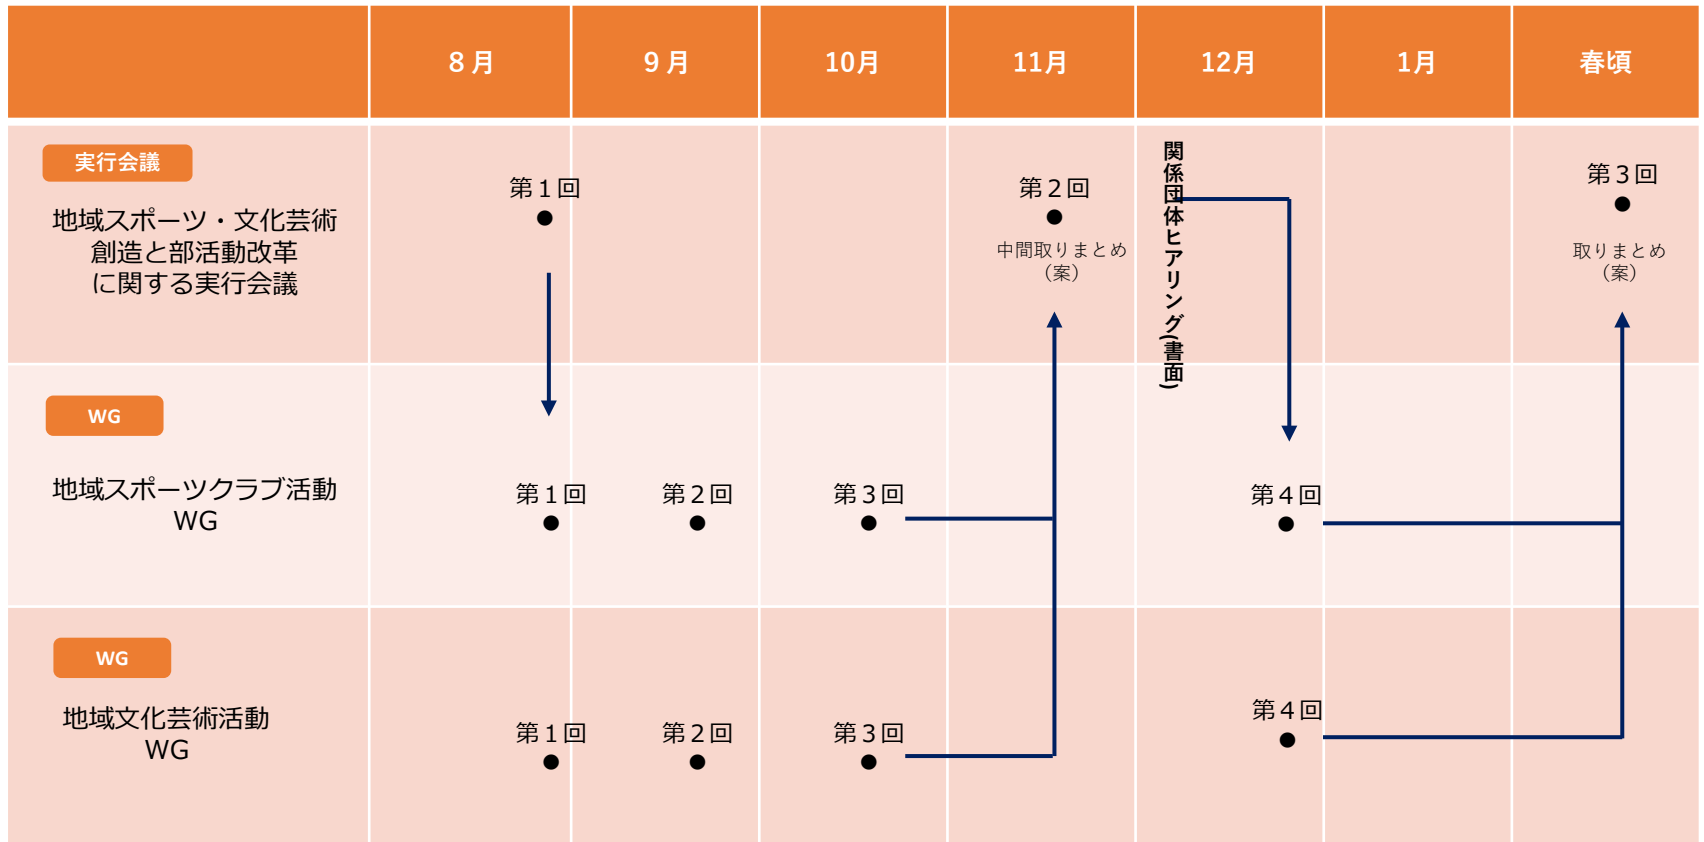 ８月
９月
10月
11月
12月
1月
春頃
実行会議
地域スポーツ・文化芸術
創造と部活動改革
に関する実行会議
第１回
第２回
中間取りまとめ
（案）
関係団体ヒアリング(書面)
第３回
取りまとめ
（案）
WG
地域スポーツクラブ活動
WG
第１回
第２回
第３回
第４回
WG
地域文化芸術活動
WG
第１回
第２回
第３回
第４回